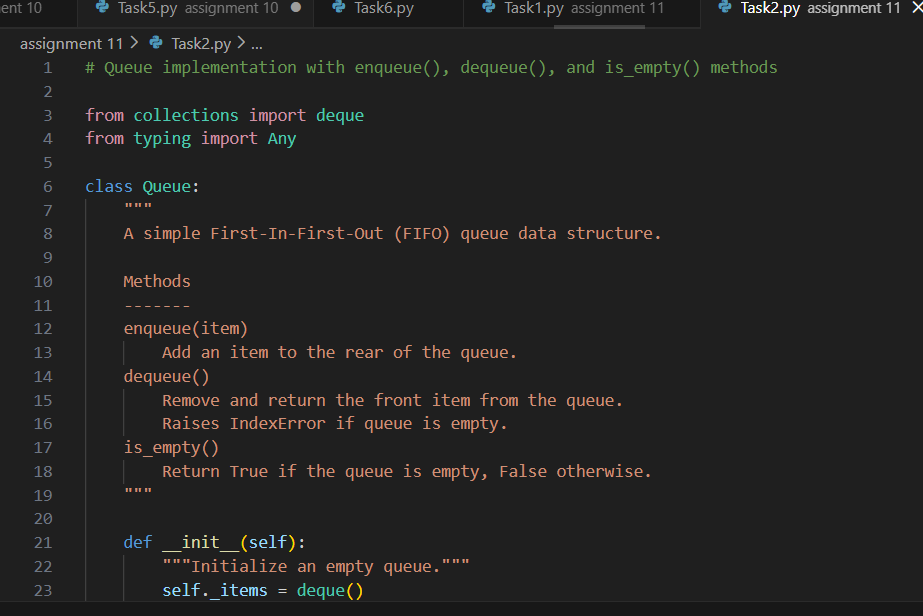 ent 10 Task5.py assignment 10 Task6.py Task1.py assignment 11 Task2.py assignment 11
assignment 11 > Task2.py > ...
1 # Queue implementation with enqueue(), dequeue(), and is_empty() methods
2
3 from collections import deque
4 from typing import Any
5
6 class Queue:
7 """
8 A simple First-In-First-Out (FIFO) queue data structure.
9
10 Methods
11 -------
12 enqueue(item)
13 Add an item to the rear of the queue.
14 dequeue()
15 Remove and return the front item from the queue.
16 Raises IndexError if queue is empty.
17 is_empty()
18 Return True if the queue is empty, False otherwise.
19 """
20
21 def __init__(self):
22 """Initialize an empty queue."""
23 self._items = deque()